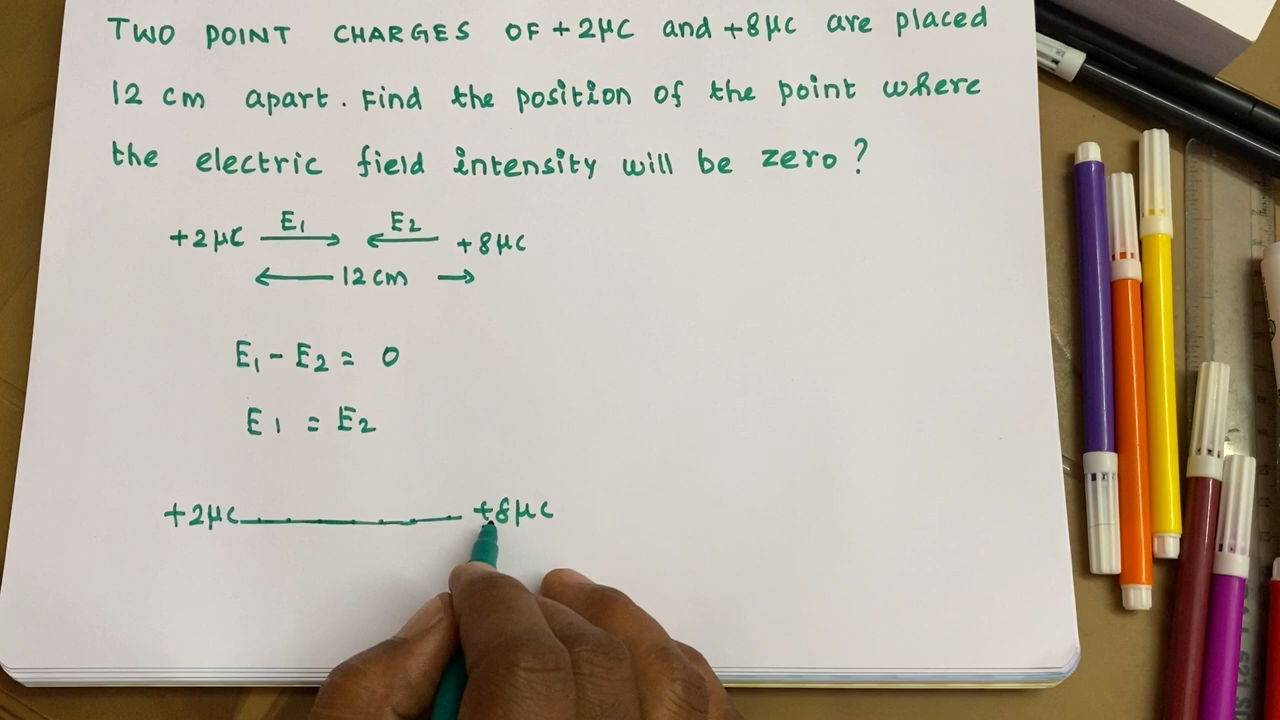 TWO POINT CHARGES OF +2μC and +8μC are placed
12 cm apart. Find the position of the point where
the electric field intensity will be zero?
E1 E2
+2μC +8μC
12 cm
E1 - E2 = 0
E1 = E2
+2μC +8μC